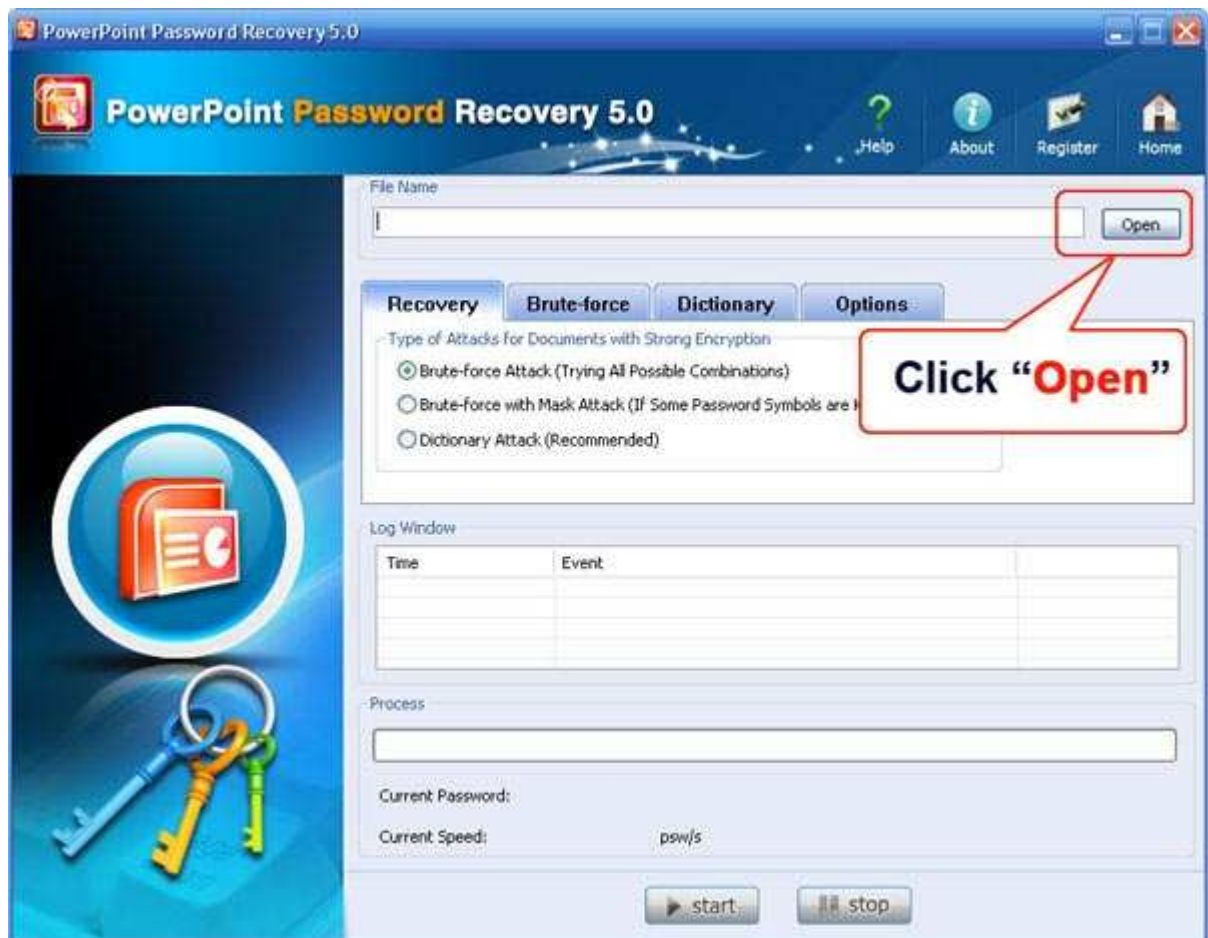 PowerPoint Password Recovery 5.0
PowerPoint Password Recovery 5.0
Help
About
Register
Home
File Name
Open
Recovery
Brute-force
Dictionary
Options
Type of Attacks for Documents with Strong Encryption
Brute-force Attack (Trying All Possible Combinations)
Brute-force with Mask Attack (If Some Password Symbols are
Dictionary Attack (Recommended)
Click “Open”
Log Window
Time
Event
Process
Current Password:
Current Speed:
psw/s
start
stop